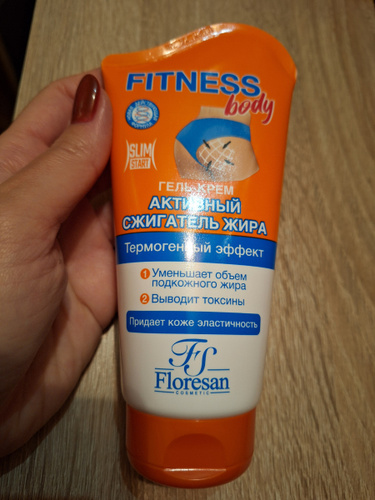 FITNESS
body
SLIM
START
ГЕЛЬ-КРЕМ
АКТИВНЫЙ
СЖИГАТЕЛЬ ЖИРА
Термогенный эффект
1 Уменьшает объем
подкожного жира
2 Выводит токсины
Придает коже эластичность
FS
Floresan
COSMETIC